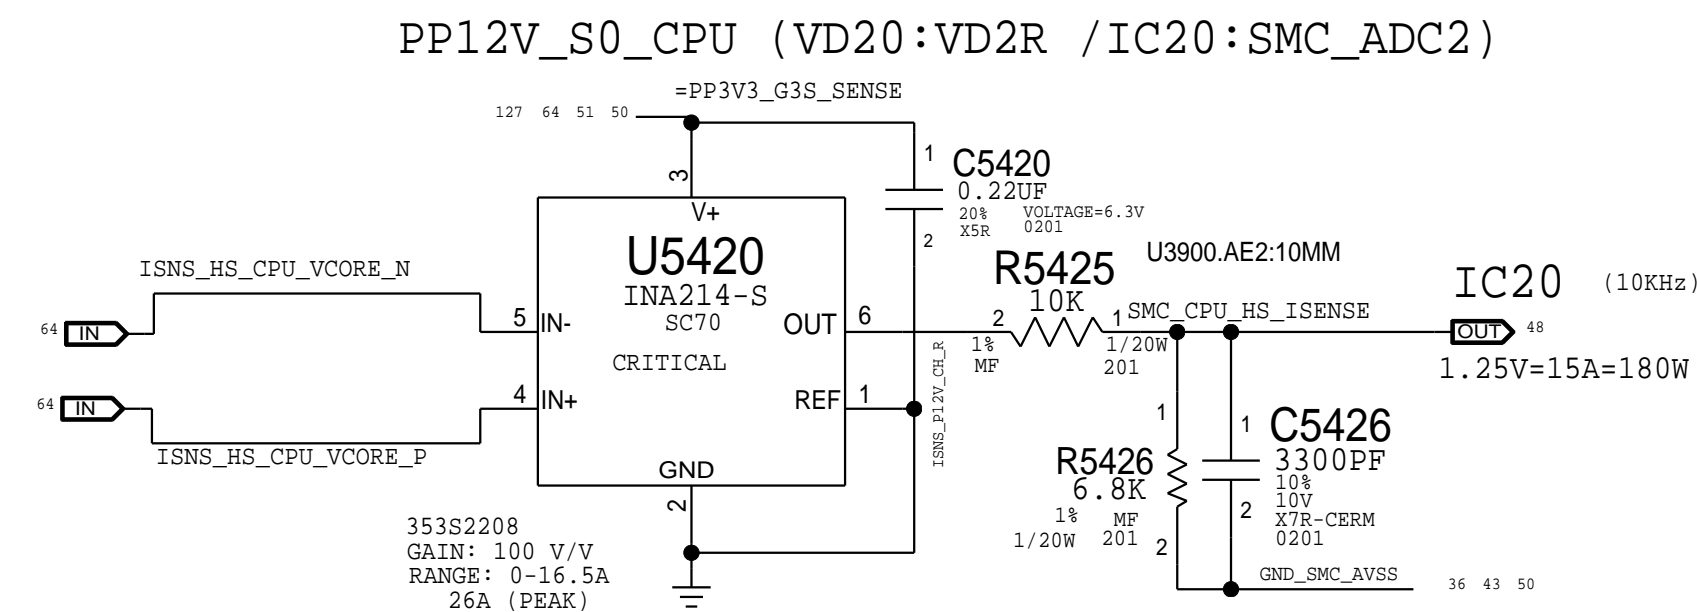 PP12V_S0_CPU (VD20:VD2R /IC20:SMC_ADC2)
=PP3V3_G3S_SENSE
127 64 51 50
3
V+
U5420
INA214-S
SC70
CRITICAL
ISNS_HS_CPU_VCORE_N
64 IN
5 IN-
64 IN
4 IN+
ISNS_HS_CPU_VCORE_P
OUT 6
REF 1
GND
2
353S2208
GAIN: 100 V/V
RANGE: 0-16.5A
26A (PEAK)
1
C5420
0.22UF
20% VOLTAGE=6.3V
X5R 0201
2
ISNS_P12V_CH_R
U3900.AE2:10MM
R5425
10K
2 1
1% 1/20W
MF 201
SMC_CPU_HS_ISENSE
IC20 (10KHz)
OUT 48
1.25V=15A=180W
1
R5426
6.8K
1% MF
1/20W 201
2
1
C5426
3300PF
10%
10V
X7R-CERM
0201
2
GND_SMC_AVSS
36 43 50